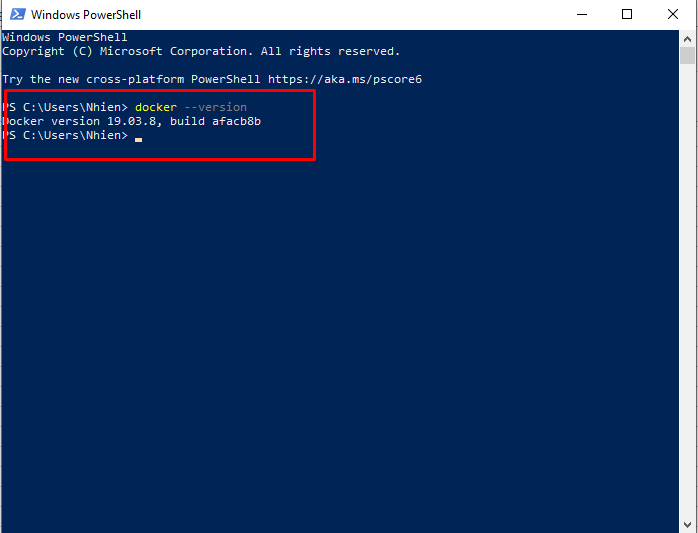 Windows PowerShell
Windows PowerShell
Copyright (C) Microsoft Corporation. All rights reserved.
Try the new cross-platform PowerShell https://aka.ms/pscore6
PS C:\Users\Nhien> docker --version
Docker version 19.03.8, build afacb8b
PS C:\Users\Nhien>